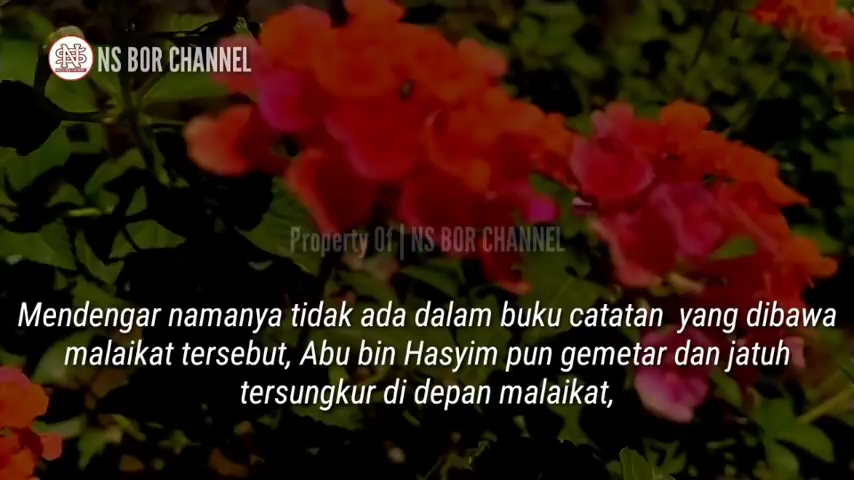 NS BOR CHANNEL
Property Of | NS BOR CHANNEL
Mendengar namanya tidak ada dalam buku catatan yang dibawa
malaikat tersebut, Abu bin Hasyim pun gemetar dan jatuh
tersungkur di depan malaikat,